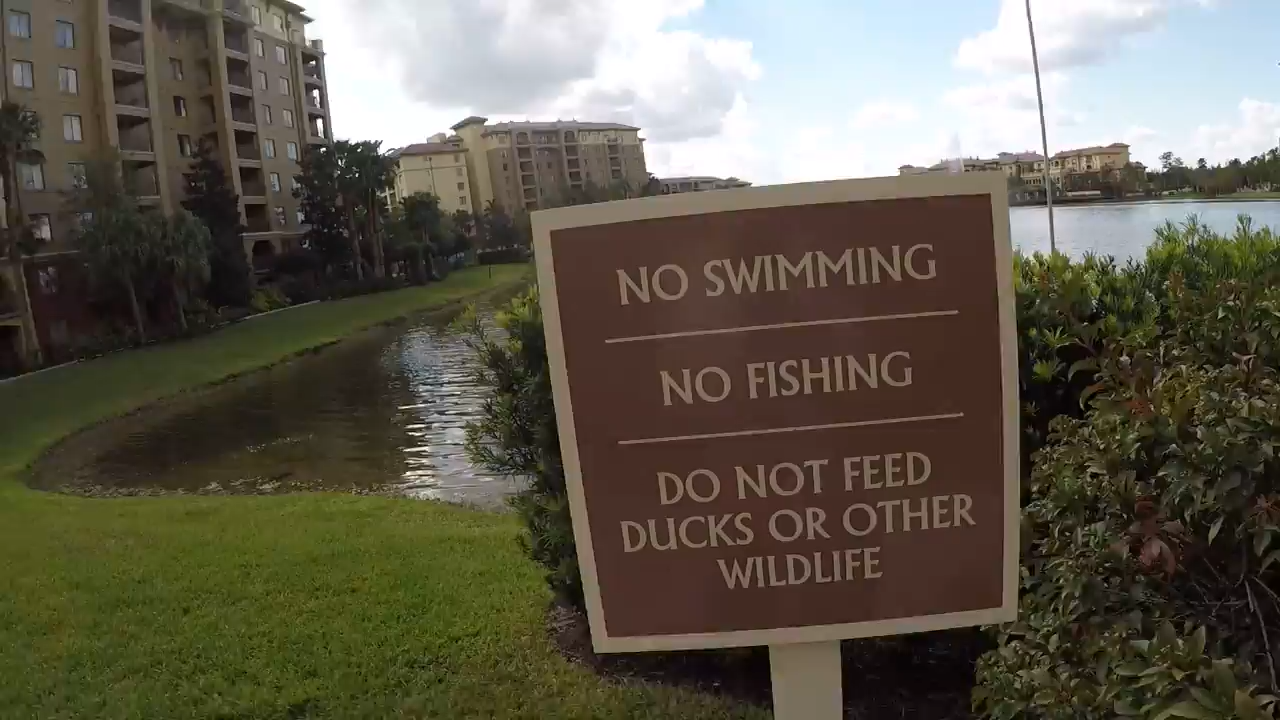 NO SWIMMING
NO FISHING
DO NOT FEED
DUCKS OR OTHER
WILDLIFE